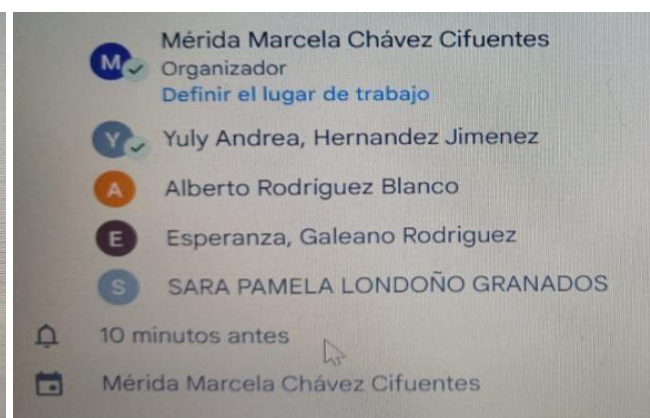 M
Mérida Marcela Chávez Cifuentes
Organizador
Definir el lugar de trabajo
Y
Yuly Andrea, Hernandez Jimenez
A
Alberto Rodríguez Blanco
E
Esperanza, Galeano Rodriguez
S
SARA PAMELA LONDOÑO GRANADOS
10 minutos antes
Mérida Marcela Chávez Cifuentes